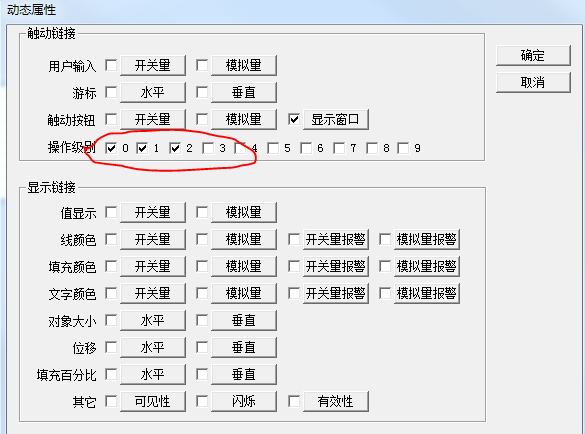 动态属性
触动链接
确定
用户输入 开关量 模拟量
取消
游标 水平 垂直
触动按钮 开关量 模拟量 显示窗口
操作级别 0 1 2 3 4 5 6 7 8 9
显示链接
值显示 开关量 模拟量
线颜色 开关量 模拟量 开关量报警 模拟量报警
填充颜色 开关量 模拟量 开关量报警 模拟量报警
文字颜色 开关量 模拟量 开关量报警 模拟量报警
对象大小 水平 垂直
位移 水平 垂直
填充百分比 水平 垂直
其它 可见性 闪烁 有效性